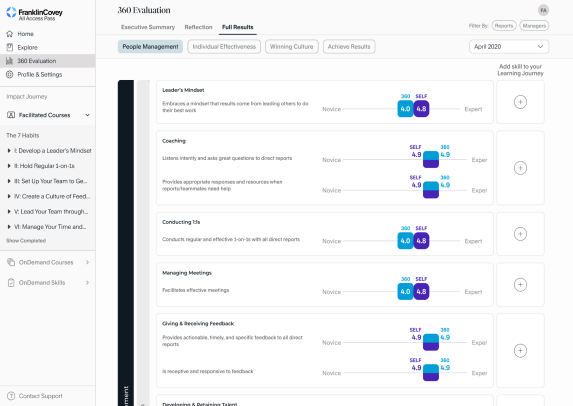 FranklinCovey
All Access Pass
Home
Explore
360 Evaluation
Profile & Settings
Impact Journey
Facilitated Courses
The 7 Habits
I: Develop a Leader's Mindset
II: Hold Regular 1-on-1s
III: Set Up Your Team to Ge...
IV: Create a Culture of Feed...
V: Lead Your Team through...
VI: Manage Your Time and...
Show Completed
OnDemand Courses
OnDemand Skills
Contact Support
360 Evaluation
FA
Executive Summary Reflection Full Results
Filter By: Reports Managers
People Management Individual Effectiveness Winning Culture Achieve Results
April 2020
Add skill to your
Learning Journey
Leader's Mindset
Embraces a mindset that results come from leading others to do
their best work
360 SELF
Novice 4.0 4.8 Expert
Coaching
Listens intently and ask great questions to direct reports
SELF 360
4.9 4.9
Novice Exper
Provides appropriate responses and resources when
reports/teammates need help
SELF 360
4.9 4.9
Novice Exper
Conducting 1:1s
Conducts regular and effective 1-on-1s with all direct reports
360 SELF
Novice 4.0 4.8 Expert
Managing Meetings
Facilitates effective meetings
360 SELF
Novice 4.0 4.8 Expert
Giving & Receiving Feedback
Provides actionable, timely, and specific feedback to all direct
reports
SELF 360
4.9 4.9
Novice Exper
Is receptive and responsive to feedback
SELF 360
4.9 4.9
Novice Exper
Developing & Retaining Talent
ement